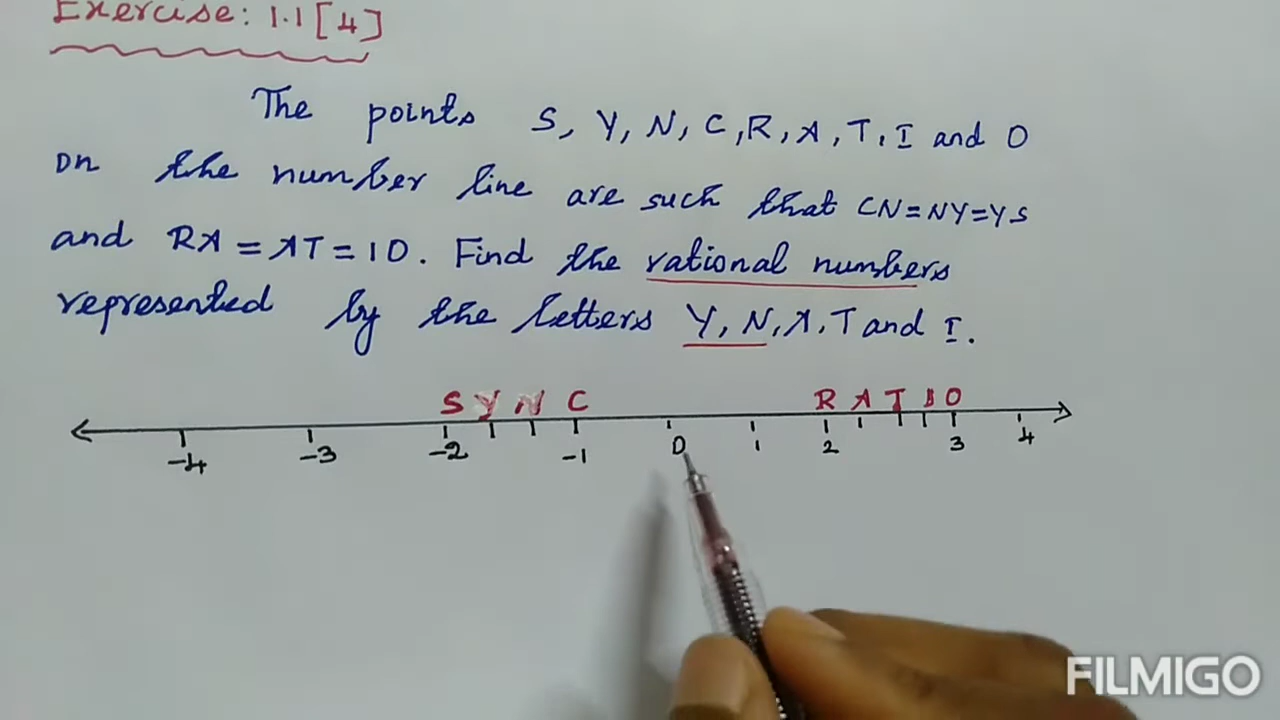 Exercise: 1.1 [4]
The points S, Y, N, C, R, A, T, I and O
on the number line are such that CN=NY=YS
and RA = AT = IO. Find the rational numbers
represented by the letters Y, N, A, T and I.
S Y N C R A T I O
-4 -3 -2 -1 0 1 2 3 4
FILMIGO